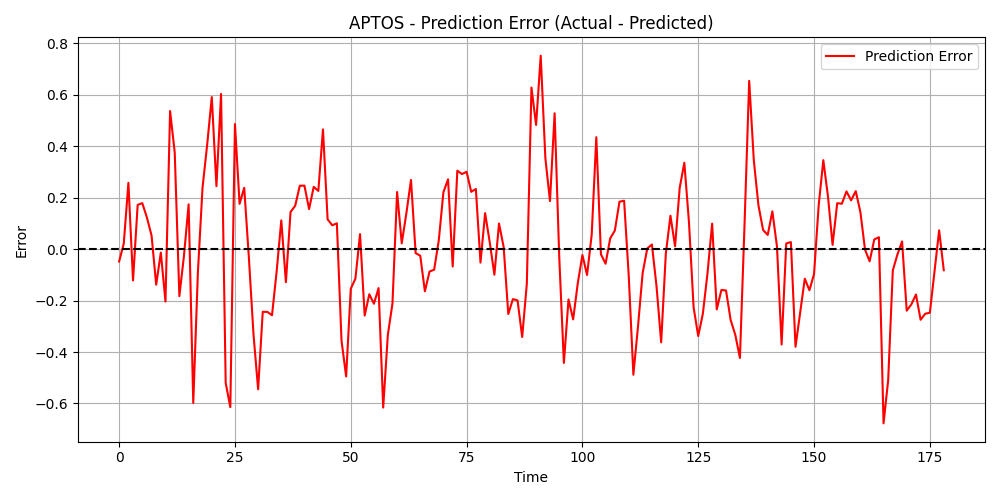 APTOS - Prediction Error (Actual - Predicted)
Prediction Error
Error
0.8
0.6
0.4
0.2
0.0
−0.2
−0.4
−0.6
0 25 50 75 100 125 150 175
Time